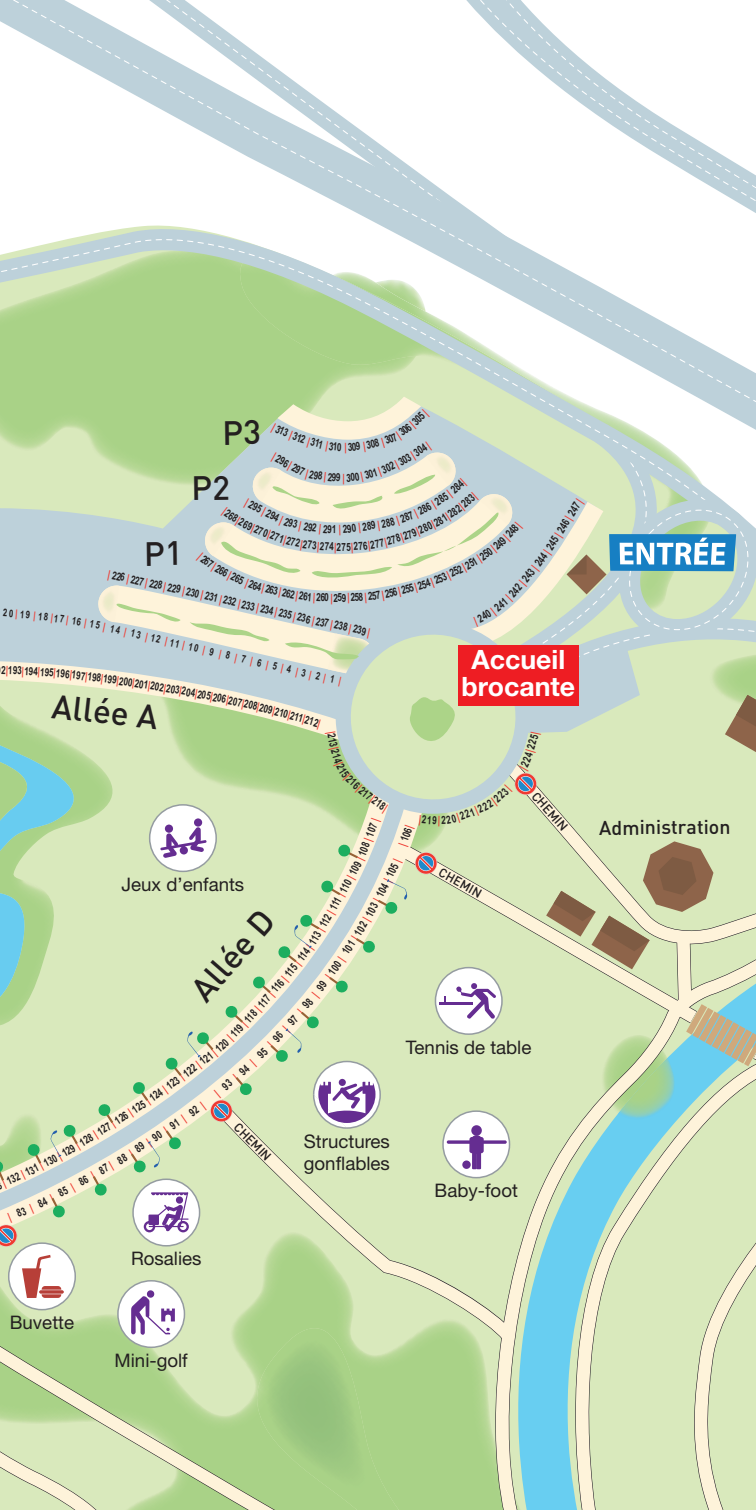 P3
313 312 311 310 309 308 307 306 305
296 297 298 299 300 301 302 303 304
P2
295 294 293 292 291 290 289 288 287 286 285 284
268 269 270 271 272 273 274 275 276 277 278 279 280 281 282 283
P1
267 266 265 264 263 262 261 260 259 258 257 256 255 254 253 252 251 250 249 248
240 241 242 243 244 245 246 247
ENTRÉE
226 227 228 229 230 231 232 233 234 235 236 237 238 239
20 19 18 17 16 15 14 13 12 11 10 9 8 7 6 5 4 3 2 1
Accueil
brocante
193 194 195 196 197 198 199 200 201 202 203 204 205 206 207 208 209 210 211 212
Allée A
213 214 215 216 217 218
219 220 221 222 223
224 225
CHEMIN
Administration
CHEMIN
Jeux d'enfants
Allée D
107 108 109 110 111 112 113 114 115 116 117 118 119 120 121 122 123 124 125 126 127 128 129 130 131 132
106 105 104 103 102 101 100 99 98 97 96 95 94 93 92 91 90 89 88 87 86 85 84 83
Tennis de table
Structures
gonflables
CHEMIN
Baby-foot
Rosalies
Buvette
Mini-golf